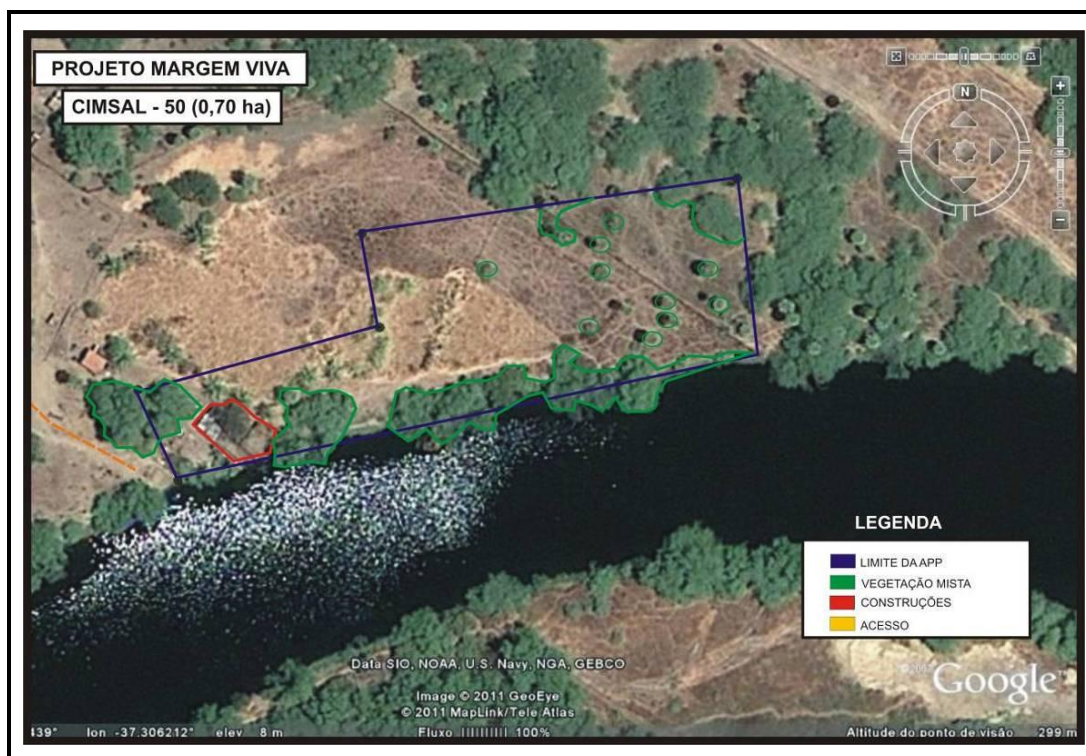 PROJETO MARGEM VIVA
CIMSAL - 50 (0,70 ha)
N
LEGENDA
LIMITE DA APP
VEGETAÇÃO MISTA
CONSTRUÇÕES
ACESSO
Data SIO, NOAA, U.S. Navy, NGA, GEBCO
Image © 2011 GeoEye
© 2011 MapLink/Tele Atlas
Google
439° lon -37.306212° elev 8 m
Fluxo 100%
Altitude do ponto de visão 299 m